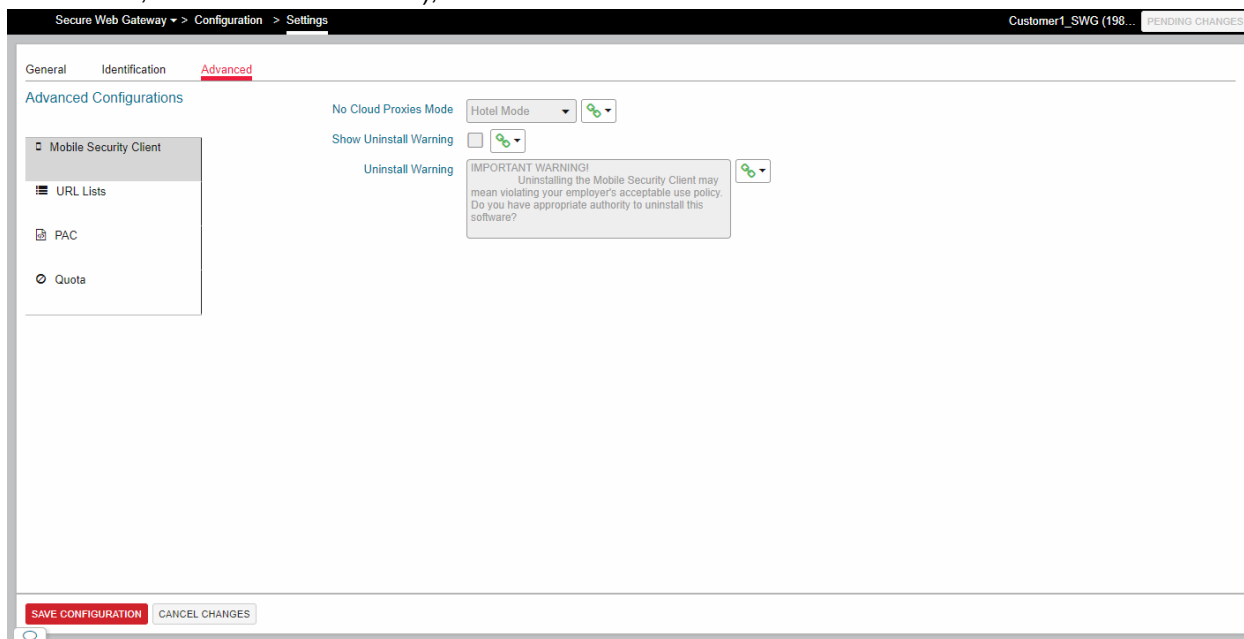 Secure Web Gateway > Configuration > Settings
Customer1_SWG (198... PENDING CHANGES
General Identification Advanced
Advanced Configurations
Mobile Security Client
URL Lists
PAC
Quota
No Cloud Proxies Mode Hotel Mode
Show Uninstall Warning
Uninstall Warning
IMPORTANT WARNING!
Uninstalling the Mobile Security Client may
mean violating your employer's acceptable use policy.
Do you have appropriate authority to uninstall this
software?
SAVE CONFIGURATION CANCEL CHANGES